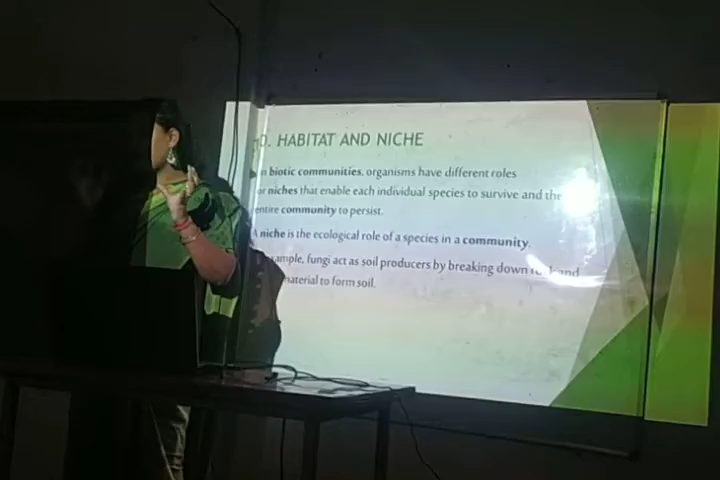 D. HABITAT AND NICHE
biotic communities, organisms have different roles
or niches that enable each individual species to survive and the
entire community to persist.
A niche is the ecological role of a species in a community.
fungi act as soil producers by breaking down and
material to form soil.